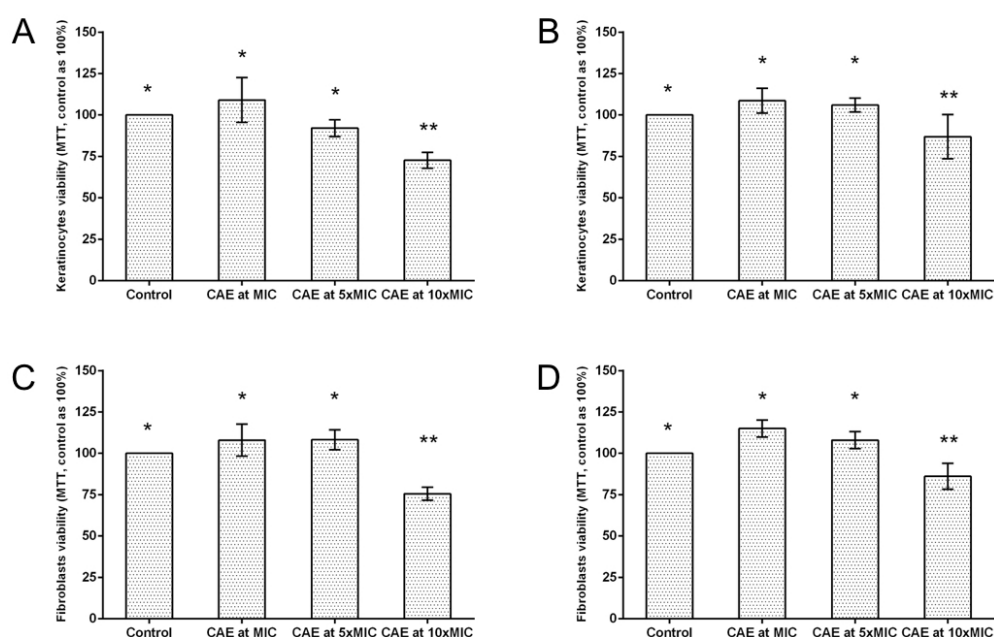 A
Keratinocytes viability (MTT, control as 100%)
150
125
100
75
50
25
0
*
*
*
**
Control
CAE at MIC
CAE at 5xMIC
CAE at 10xMIC
B
Keratinocytes viability (MTT, control as 100%)
150
125
100
75
50
25
0
*
*
*
**
Control
CAE at MIC
CAE at 5xMIC
CAE at 10xMIC
C
Fibroblasts viability (MTT, control as 100%)
150
125
100
75
50
25
0
*
*
*
**
Control
CAE at MIC
CAE at 5xMIC
CAE at 10xMIC
D
Fibroblasts viability (MTT, control as 100%)
150
125
100
75
50
25
0
*
*
*
**
Control
CAE at MIC
CAE at 5xMIC
CAE at 10xMIC